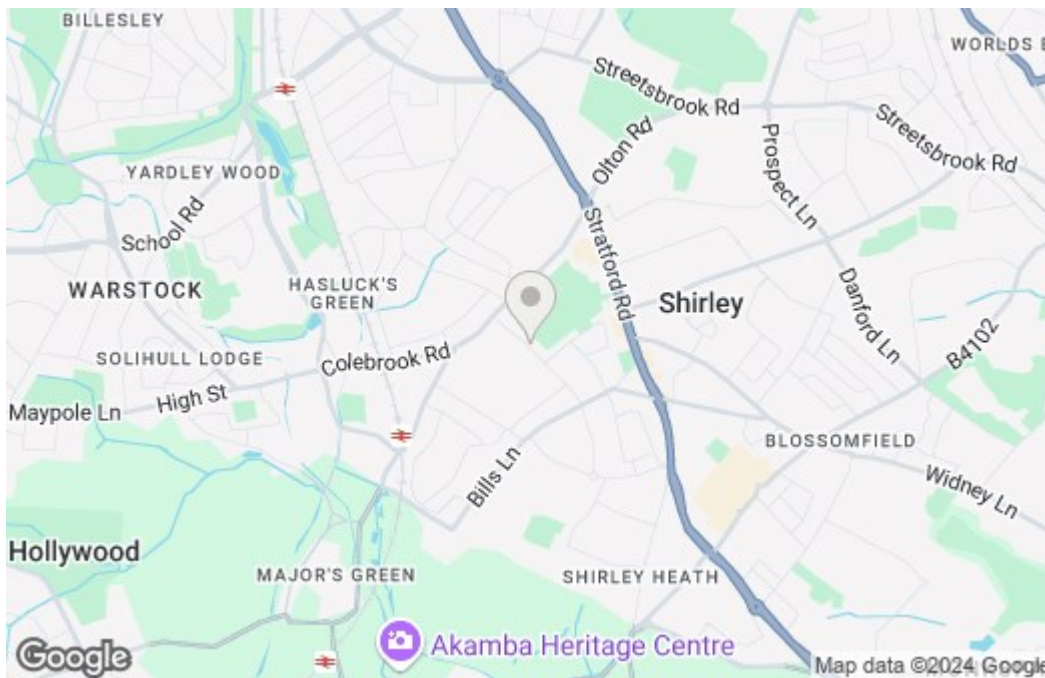 BILLESLEY
WORLDS E
Streetsbrook Rd
Olton Rd
Prospect Ln
Streetsbrook Rd
YARDLEY WOOD
School Rd
Stratford Rd
WARSTOCK
HASLUCK'S
GREEN
Shirley
Danford Ln
B4102
SOLIHULL LODGE
Colebrook Rd
High St
Maypole Ln
BLOSSOMFIELD
Bills Ln
Widney Ln
Hollywood
MAJOR'S GREEN
SHIRLEY HEATH
Akamba Heritage Centre
Google
Map data ©2024 Google